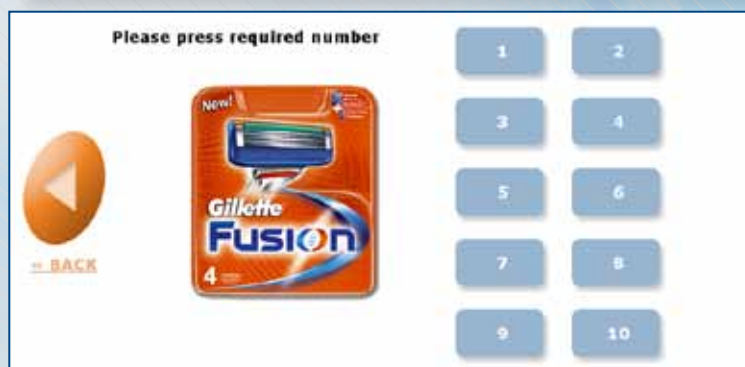 Please press required number
1 2
3 4
5 6
7 8
9 10
New!
Gillette
FUSION
4
« BACK